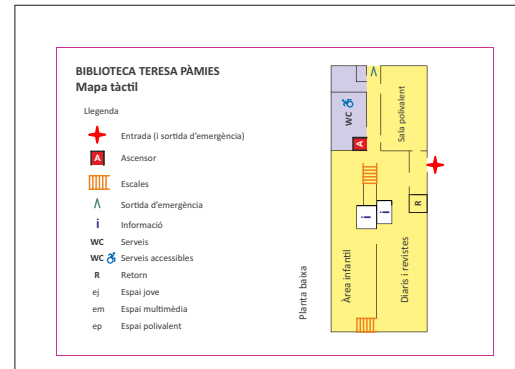 BIBLIOTECA TERESA PÀMIES
Mapa tàctil
Llegenda
Entrada (i sortida d'emergència)
A Ascensor
Escales
Sortida d'emergència
i Informació
WC Serveis
WC Serveis accessibles
R Retorn
ej Espai jove
em Espai multimèdia
ep Espai polivalent
Planta baixa
WC
A
Sala polivalent
R
i
i
Àrea infantil
Diaris i revistes